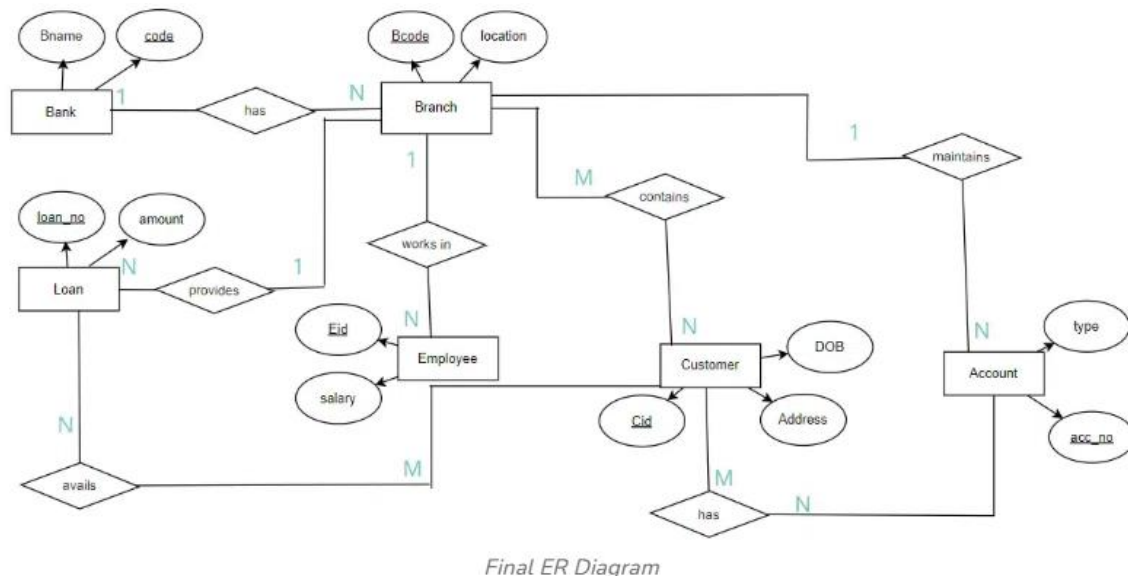 Bname
code
Bcode
location
Bank
1
has
N
Branch
1
M
contains
1
maintains
loan_no
amount
works in
N
Loan
provides
1
Eid
N
Employee
salary
N
Customer
DOB
Cid
Address
N
Account
type
acc_no
N
avails
M
M
has
N
Final ER Diagram